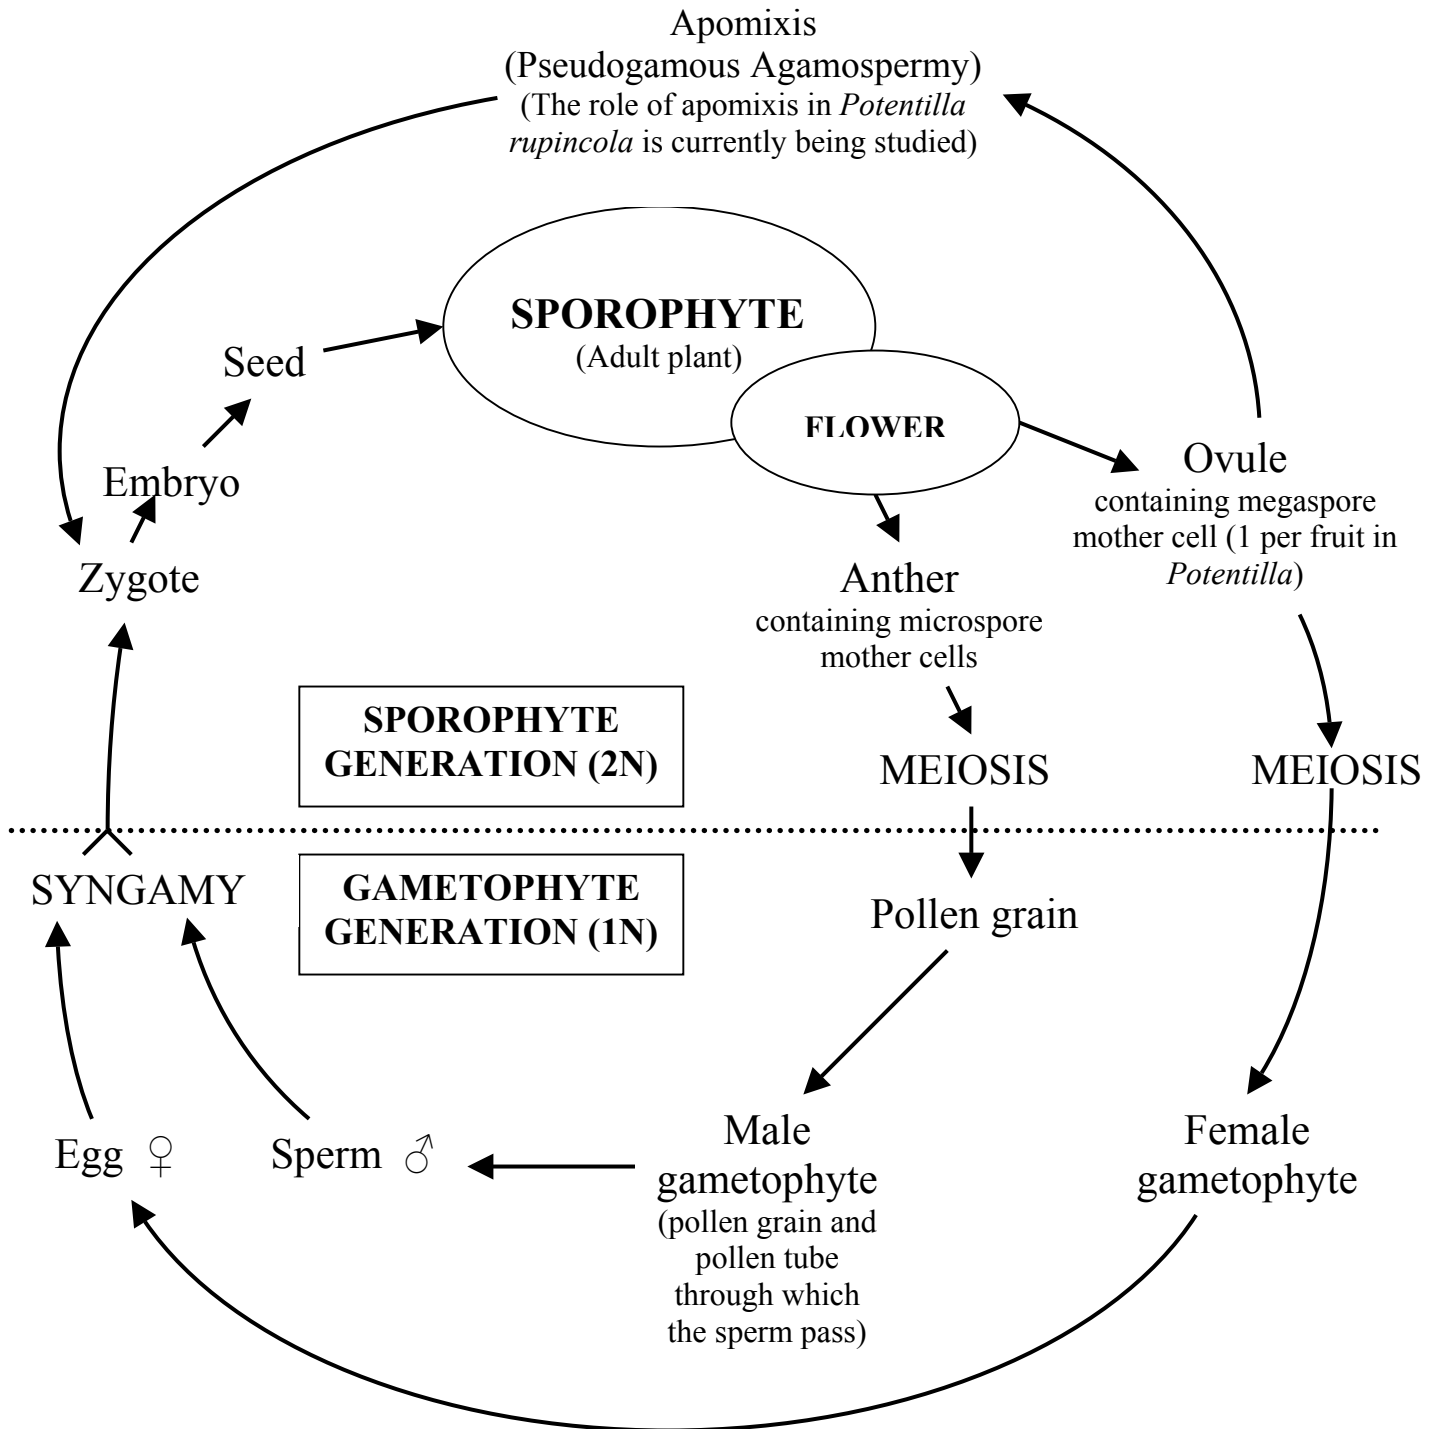 Apomixis
(Pseudogamous Agamospermy)
(The role of apomixis in Potentilla
rupincola is currently being studied)
SPOROPHYTE
(Adult plant)
Seed
FLOWER
Embryo
Ovule
containing megaspore
mother cell (1 per fruit in
Potentilla)
Zygote
Anther
containing microspore
mother cells
SPOROPHYTE
GENERATION (2N)
MEIOSIS
MEIOSIS
SYNGAMY
GAMETOPHYTE
GENERATION (1N)
Pollen grain
Egg ♀
Sperm ♂
Male
gametophyte
(pollen grain and
pollen tube
through which
the sperm pass)
Female
gametophyte